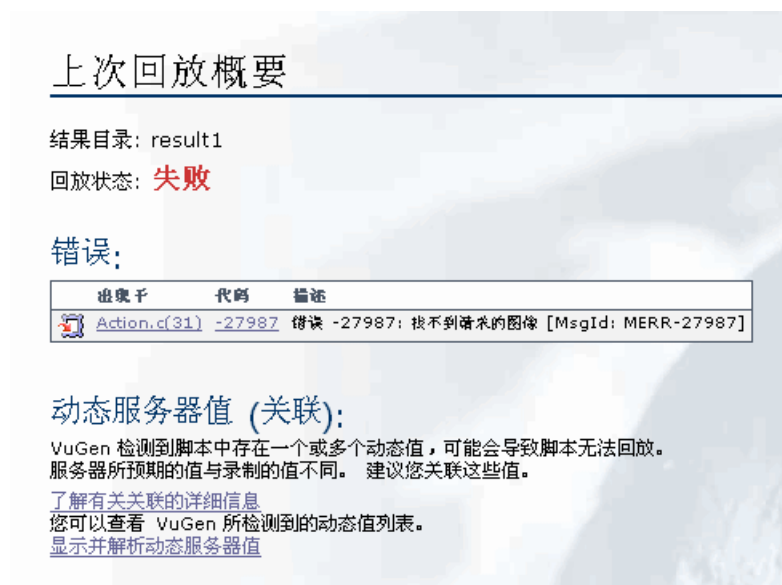 上次回放概要
结果目录: result1
回放状态: 失败
错误:
出现于 代码 描述
Action.c(31) -27987 错误 -27987: 找不到请求的图像 [MsgId: MERR-27987]
动态服务器值 (关联):
VuGen 检测到脚本中存在一个或多个动态值，可能会导致脚本无法回放。
服务器所预期的值与录制的值不同。 建议您关联这些值。
了解有关关联的详细信息
您可以查看 VuGen 所检测到的动态值列表。
显示并解析动态服务器值